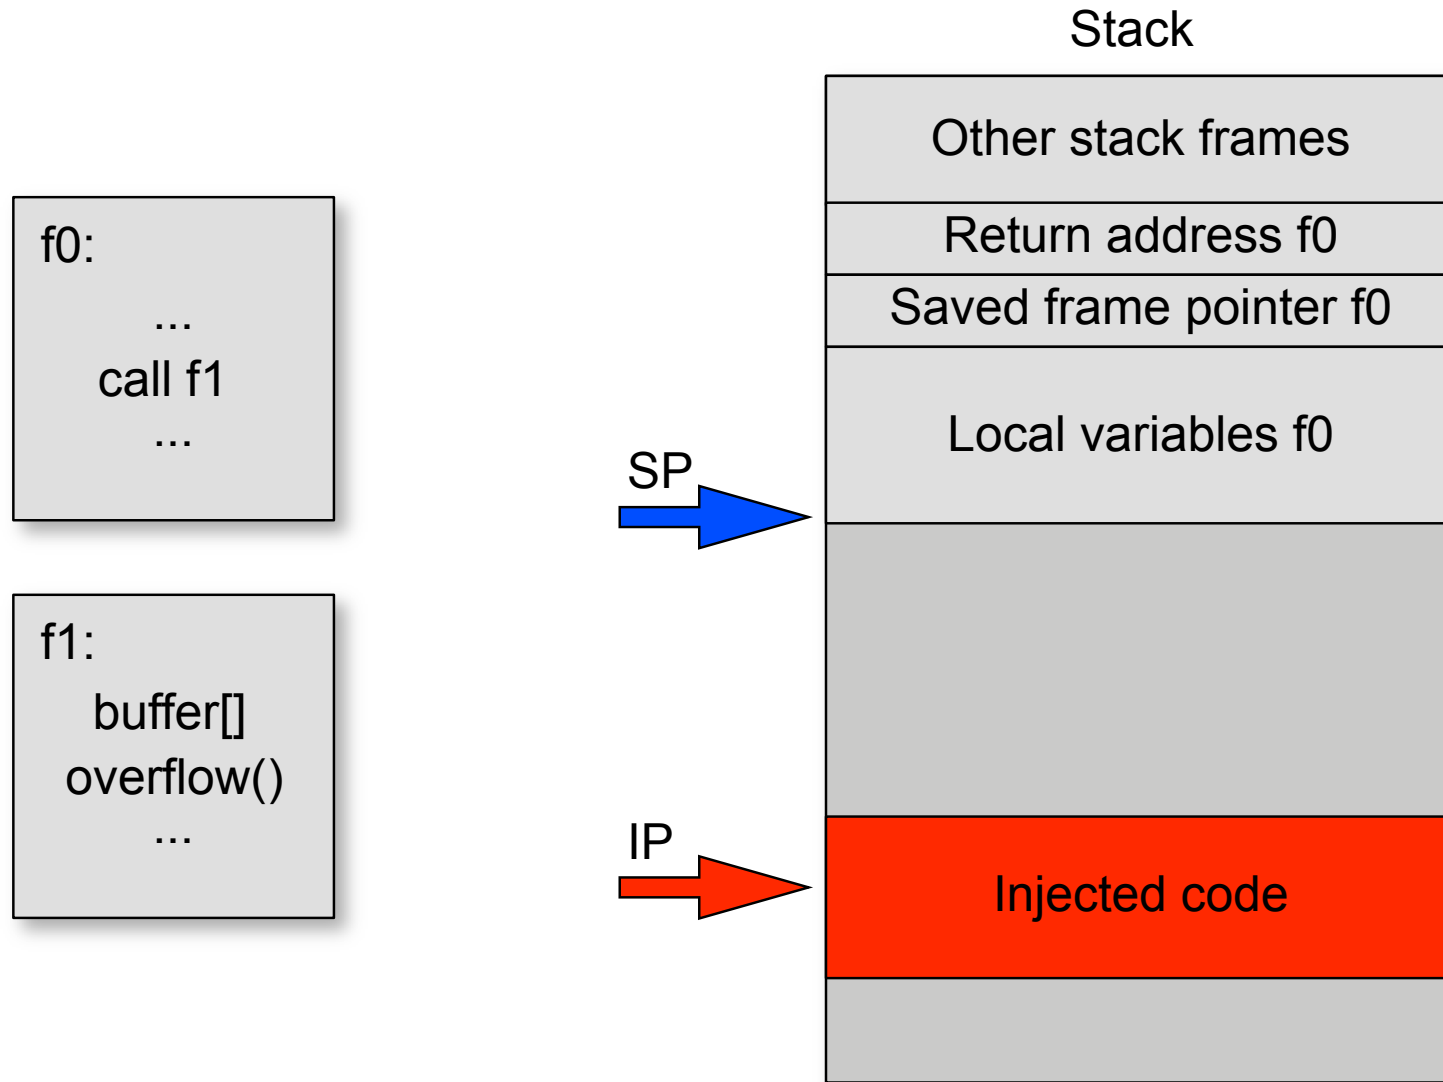 Stack
Other stack frames
Return address f0
Saved frame pointer f0
Local variables f0
f0:
...
call f1
...
SP
f1:
buffer[]
overflow()
...
IP
Injected code